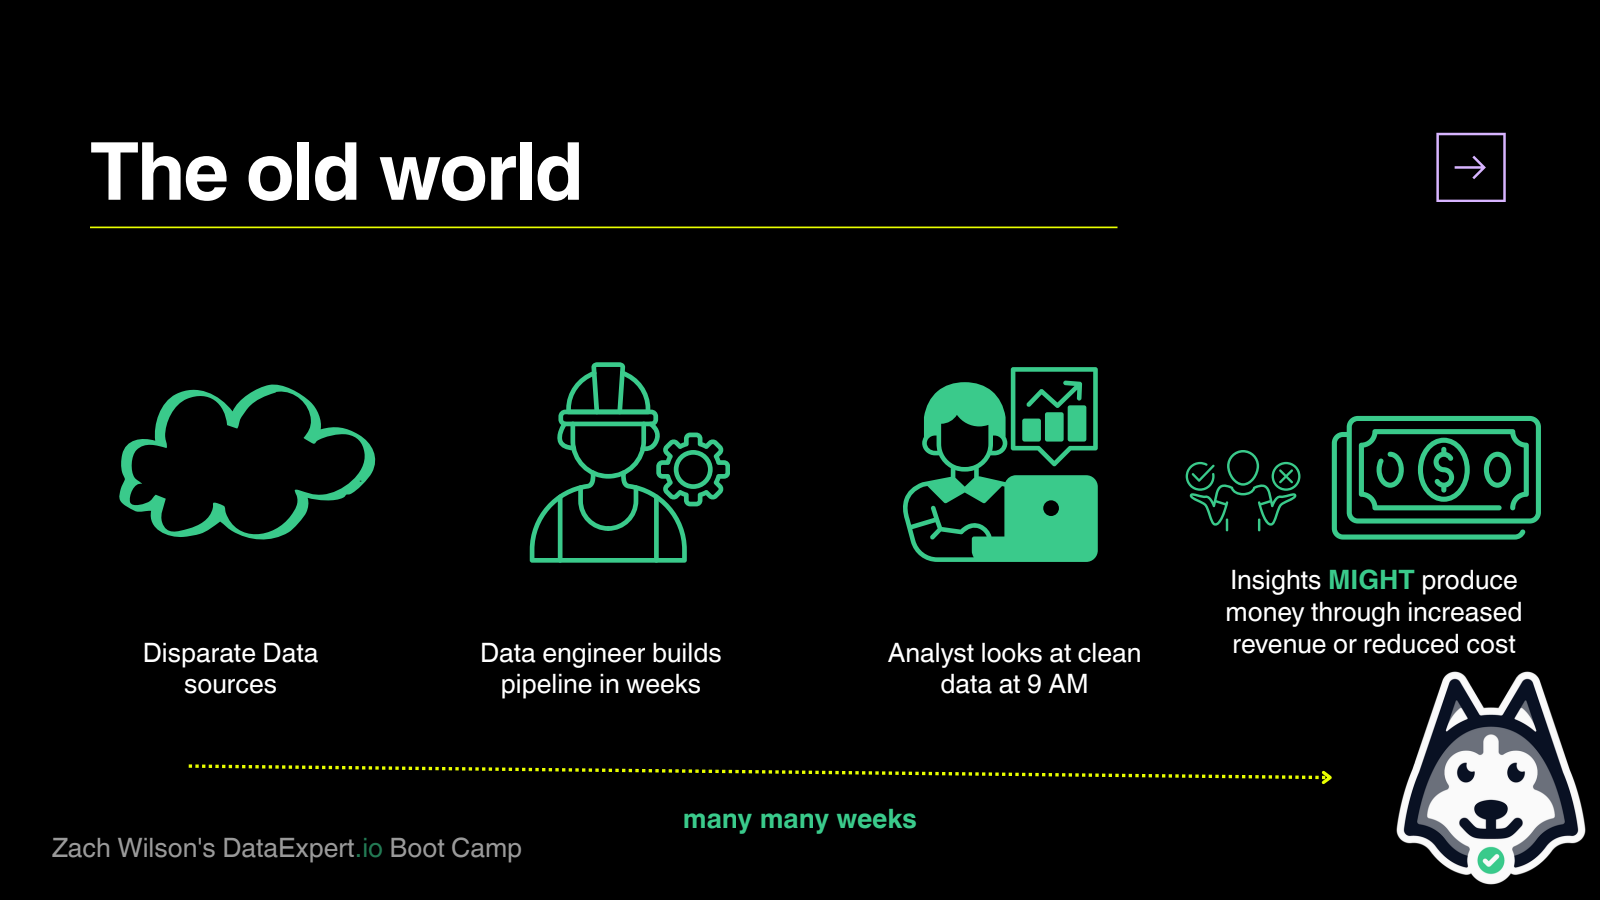 The old world
Disparate Data
sources
Data engineer builds
pipeline in weeks
Analyst looks at clean
data at 9 AM
Insights MIGHT produce
money through increased
revenue or reduced cost
many many weeks
Zach Wilson's DataExpert.io Boot Camp